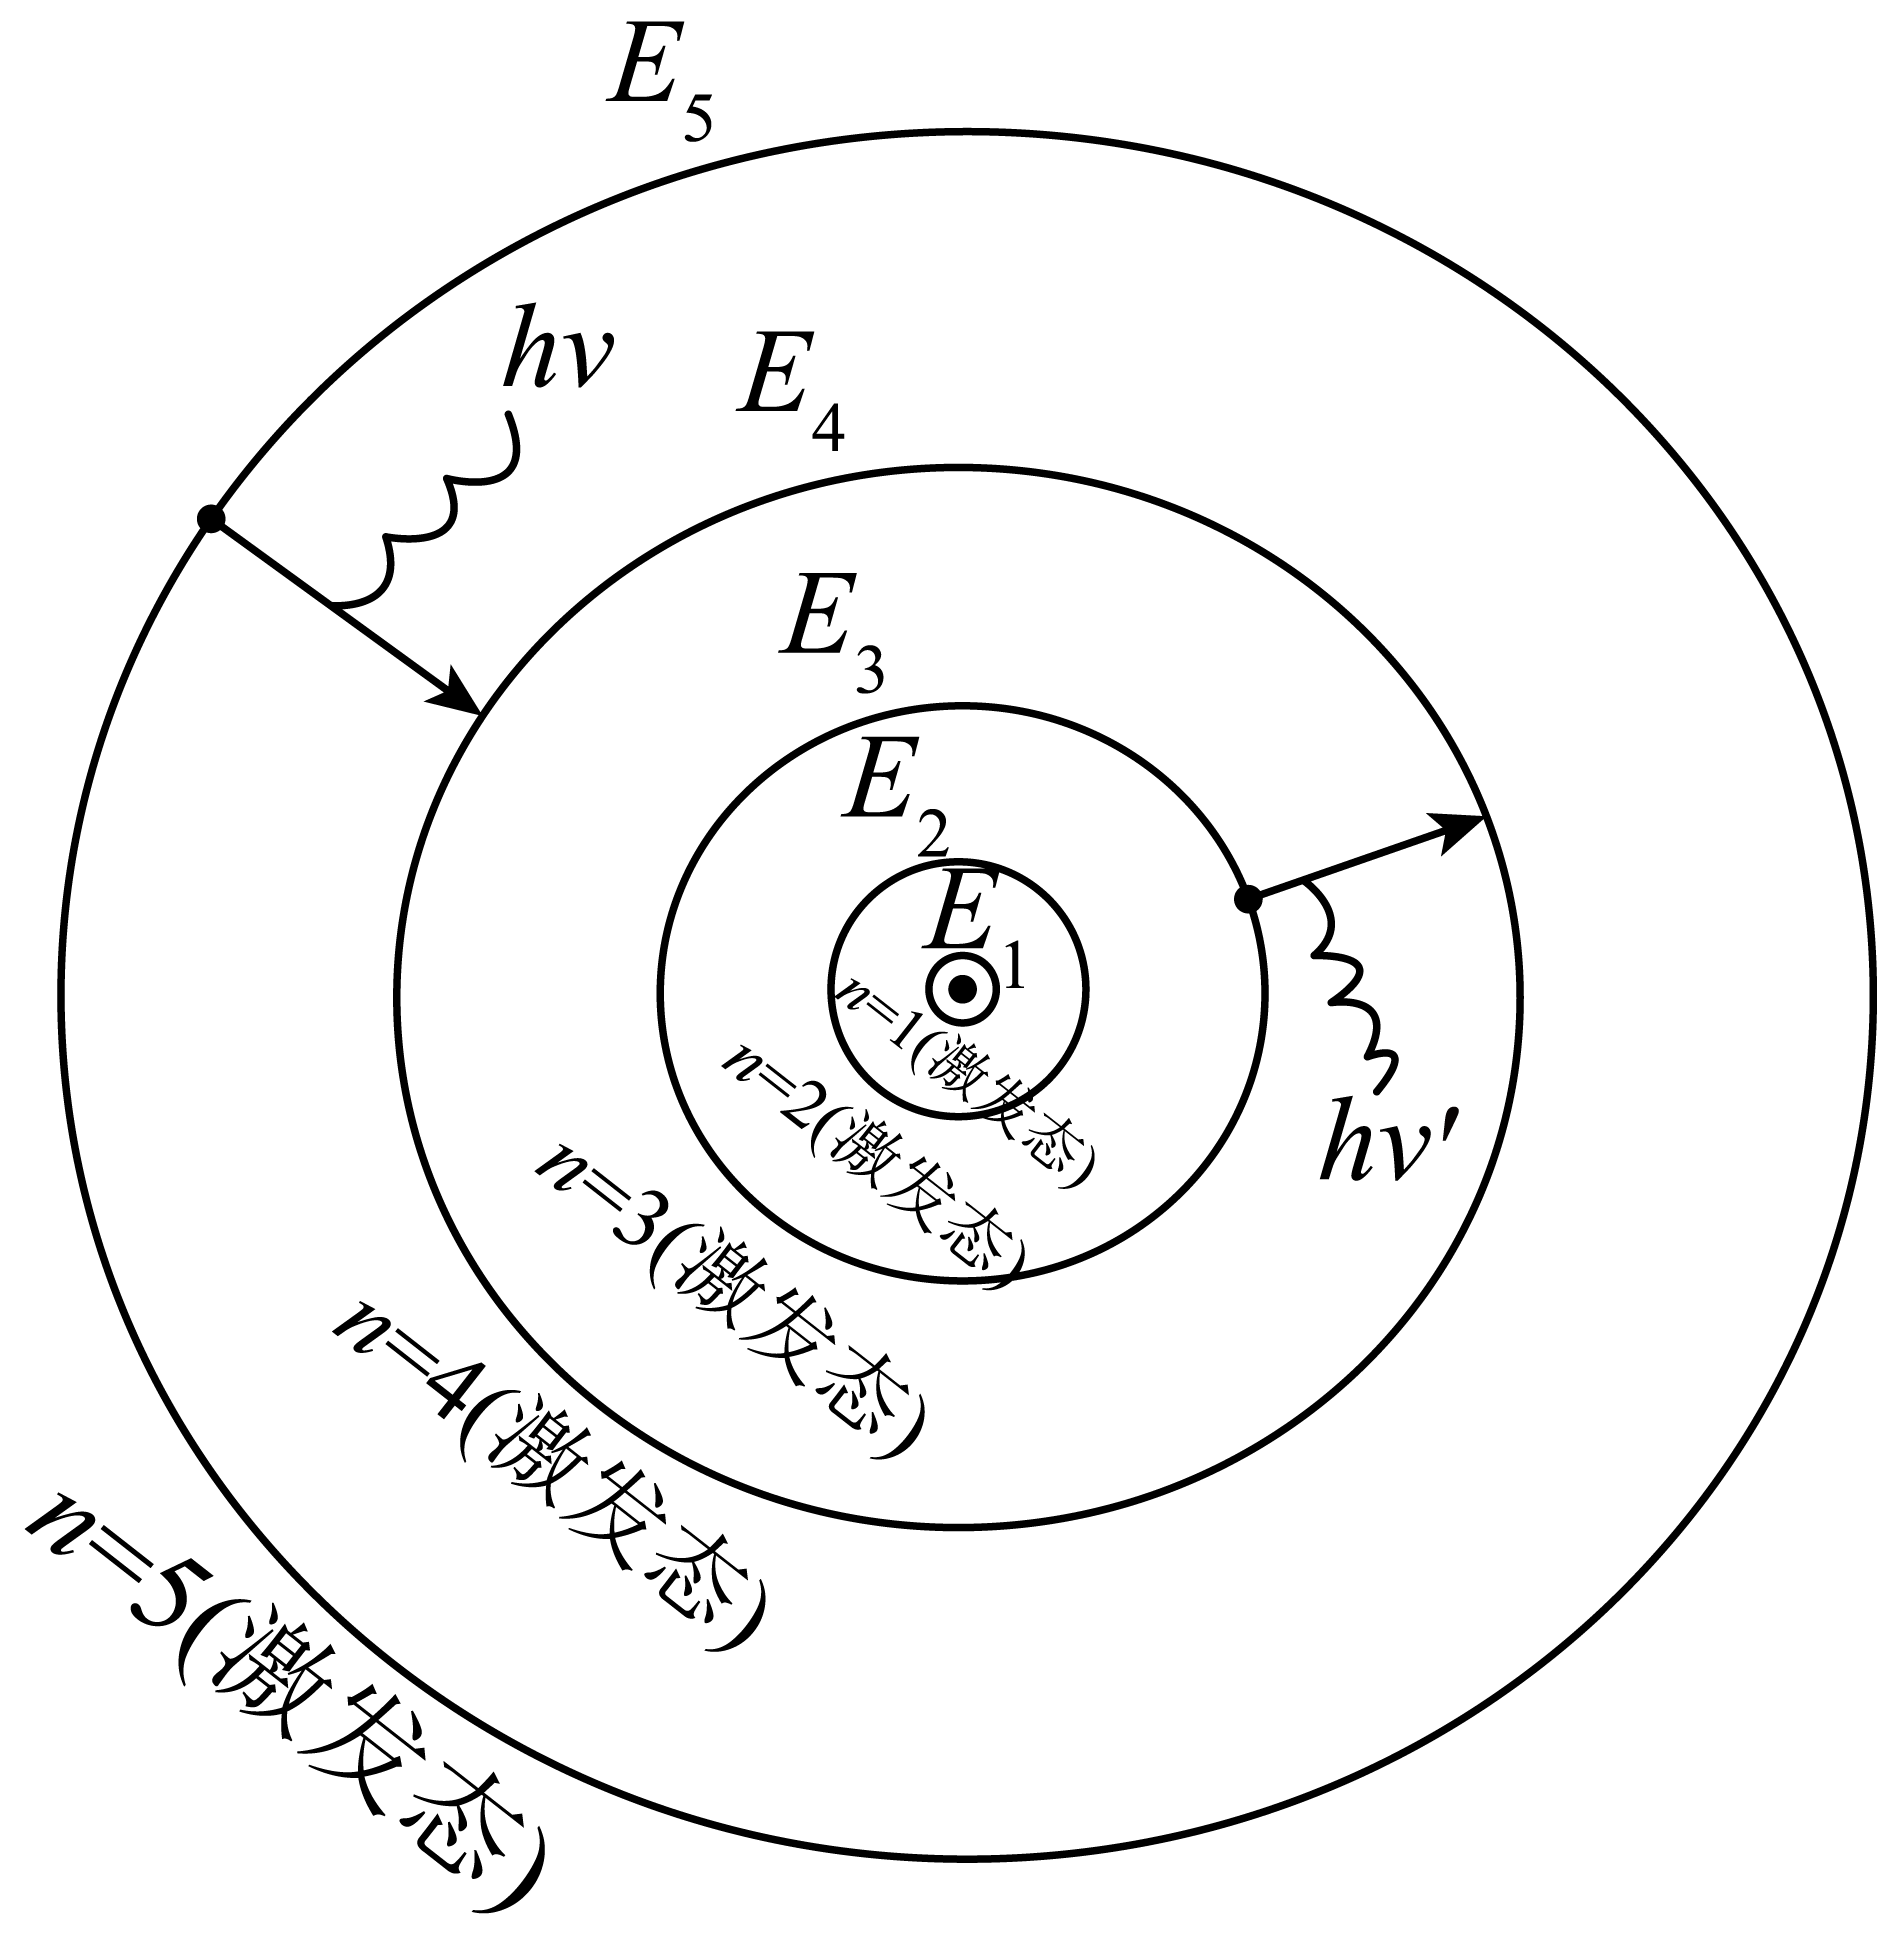 E5
hν
E4
E3
E2
E1
hν′
n=1(激发态)
n=2(激发态)
n=3(激发态)
n=4(激发态)
n=5(激发态)